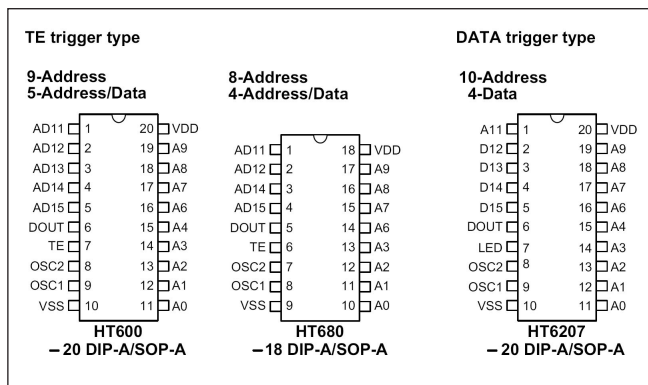 TE trigger type
DATA trigger type
9-Address
5-Address/Data
AD11 1 20 VDD
AD12 2 19 A9
AD13 3 18 A8
AD14 4 17 A7
AD15 5 16 A6
DOUT 6 15 A4
TE 7 14 A3
OSC2 8 13 A2
OSC1 9 12 A1
VSS 10 11 A0
HT600
– 20 DIP-A/SOP-A
8-Address
4-Address/Data
AD11 1 18 VDD
AD12 2 17 A9
AD14 3 16 A8
AD15 4 15 A7
DOUT 5 14 A6
TE 6 13 A3
OSC2 7 12 A2
OSC1 8 11 A1
VSS 9 10 A0
HT680
– 18 DIP-A/SOP-A
10-Address
4-Data
A11 1 20 VDD
D12 2 19 A9
D13 3 18 A8
D14 4 17 A7
D15 5 16 A6
DOUT 6 15 A4
LED 7 14 A3
OSC2 8 13 A2
OSC1 9 12 A1
VSS 10 11 A0
HT6207
– 20 DIP-A/SOP-A